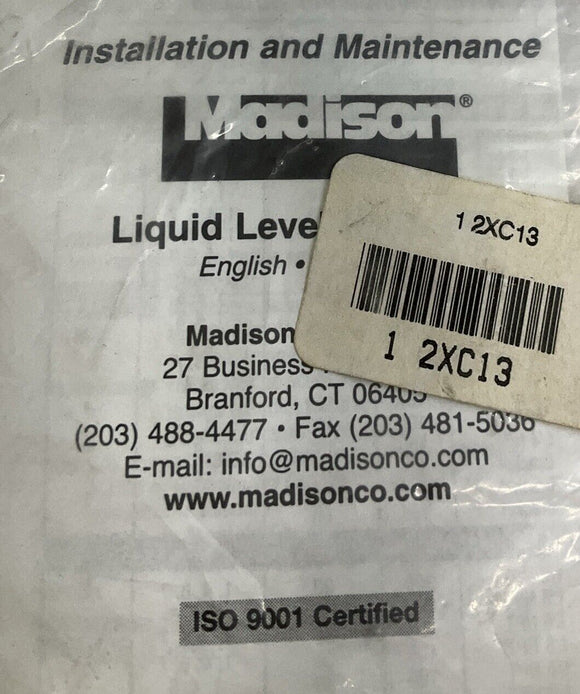 Installation and Maintenance
Madison®
Liquid Leve
English •
Madison
27 Business
Branford, CT 06405
(203) 488-4477 • Fax (203) 481-5036
E-mail: info@madisonco.com
www.madisonco.com
ISO 9001 Certified
1 2XC13
1 2XC13